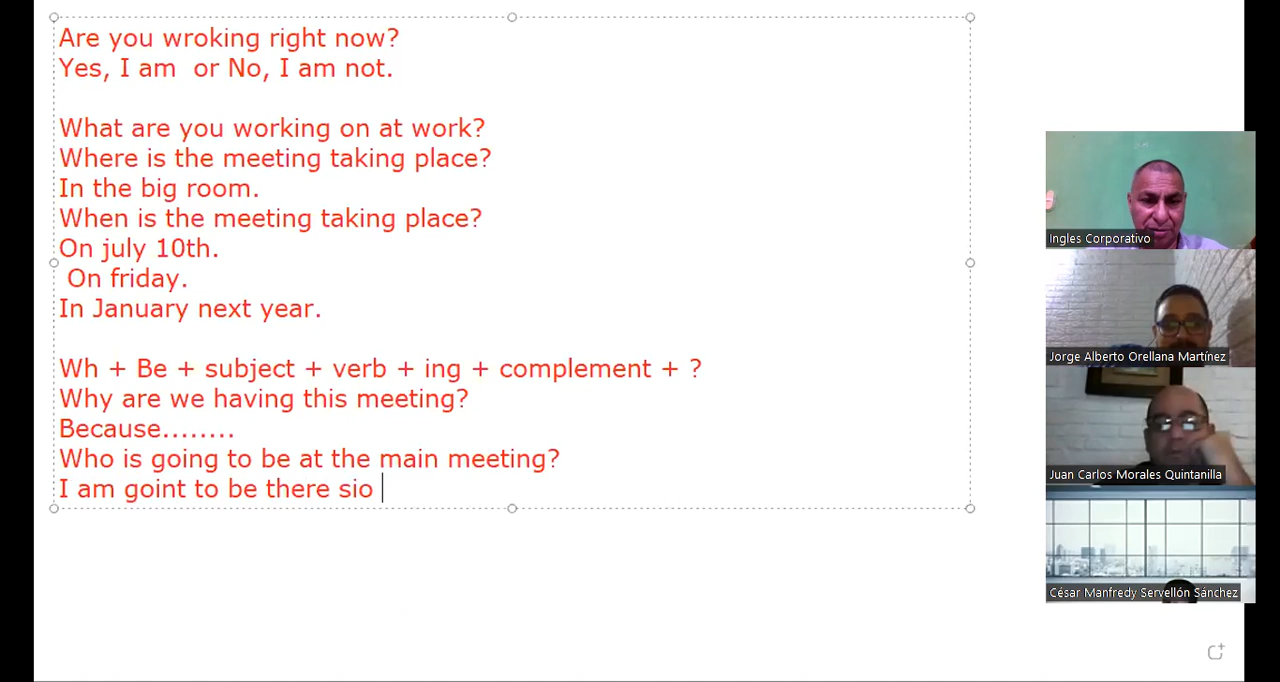 Are you wroking right now?
Yes, I am or No, I am not.
What are you working on at work?
Where is the meeting taking place?
In the big room.
When is the meeting taking place?
On july 10th.
On friday.
In January next year.
Wh + Be + subject + verb + ing + complement + ?
Why are we having this meeting?
Because........
Who is going to be at the main meeting?
I am goint to be there sio
Ingles Corporativo
Jorge Alberto Orellana Martínez
Juan Carlos Morales Quintanilla
César Manfredy Servellón Sánchez